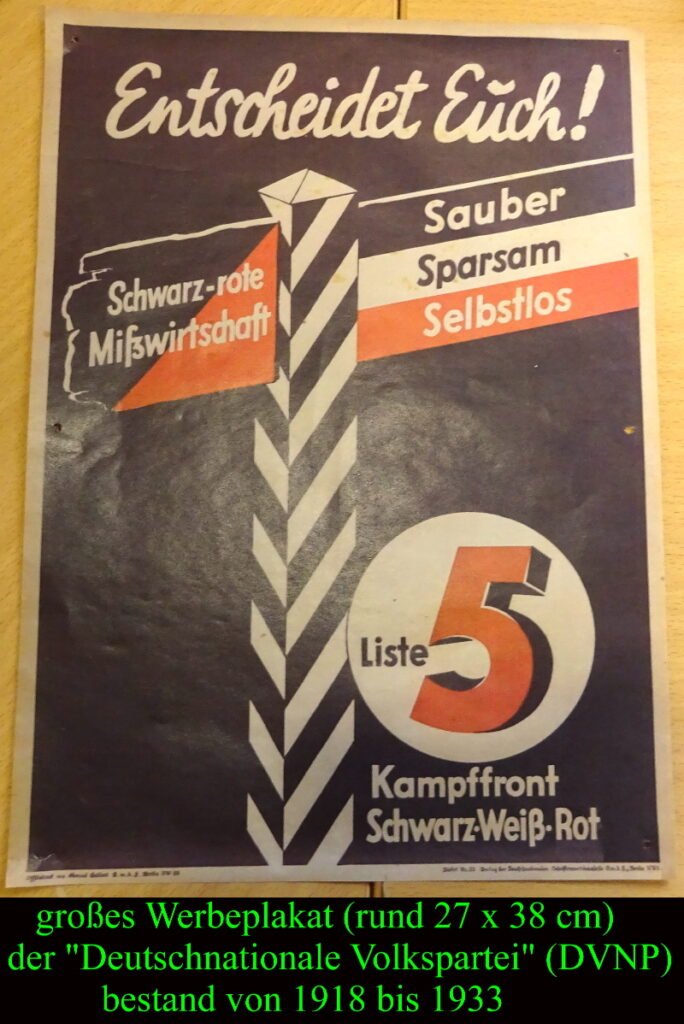 Entscheidet Euch!
Schwarz-rote
Mißwirtschaft
Sauber
Sparsam
Selbstlos
Liste 5
Kampffront
Schwarz-Weiß-Rot
großes Werbeplakat (rund 27 x 38 cm)
der "Deutschnationale Volkspartei" (DVNP)
bestand von 1918 bis 1933